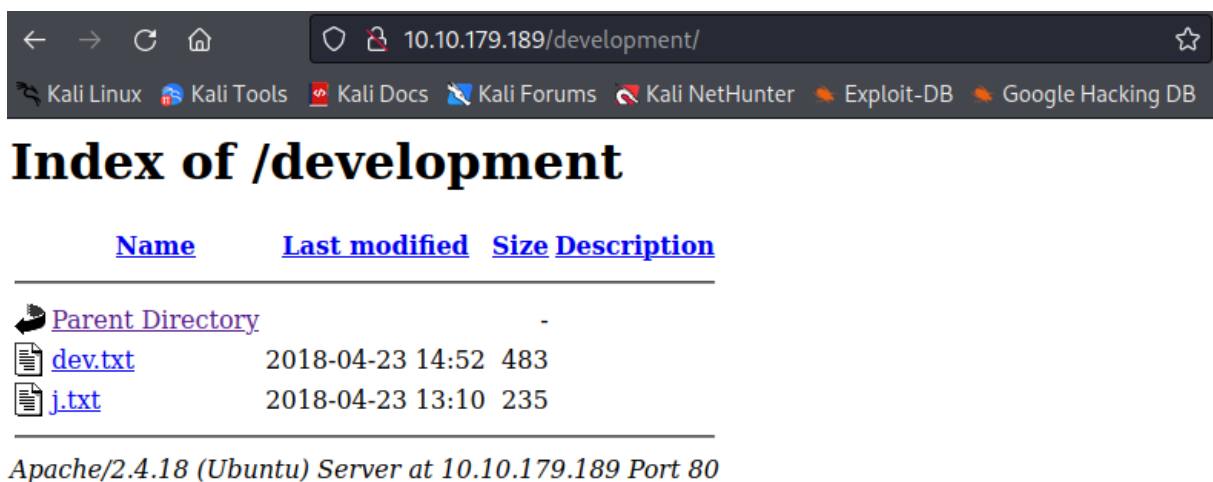 10.10.179.189/development/
Kali Linux Kali Tools Kali Docs Kali Forums Kali NetHunter Exploit-DB Google Hacking DB
Index of /development
Name Last modified Size Description
Parent Directory -
dev.txt 2018-04-23 14:52 483
j.txt 2018-04-23 13:10 235
Apache/2.4.18 (Ubuntu) Server at 10.10.179.189 Port 80